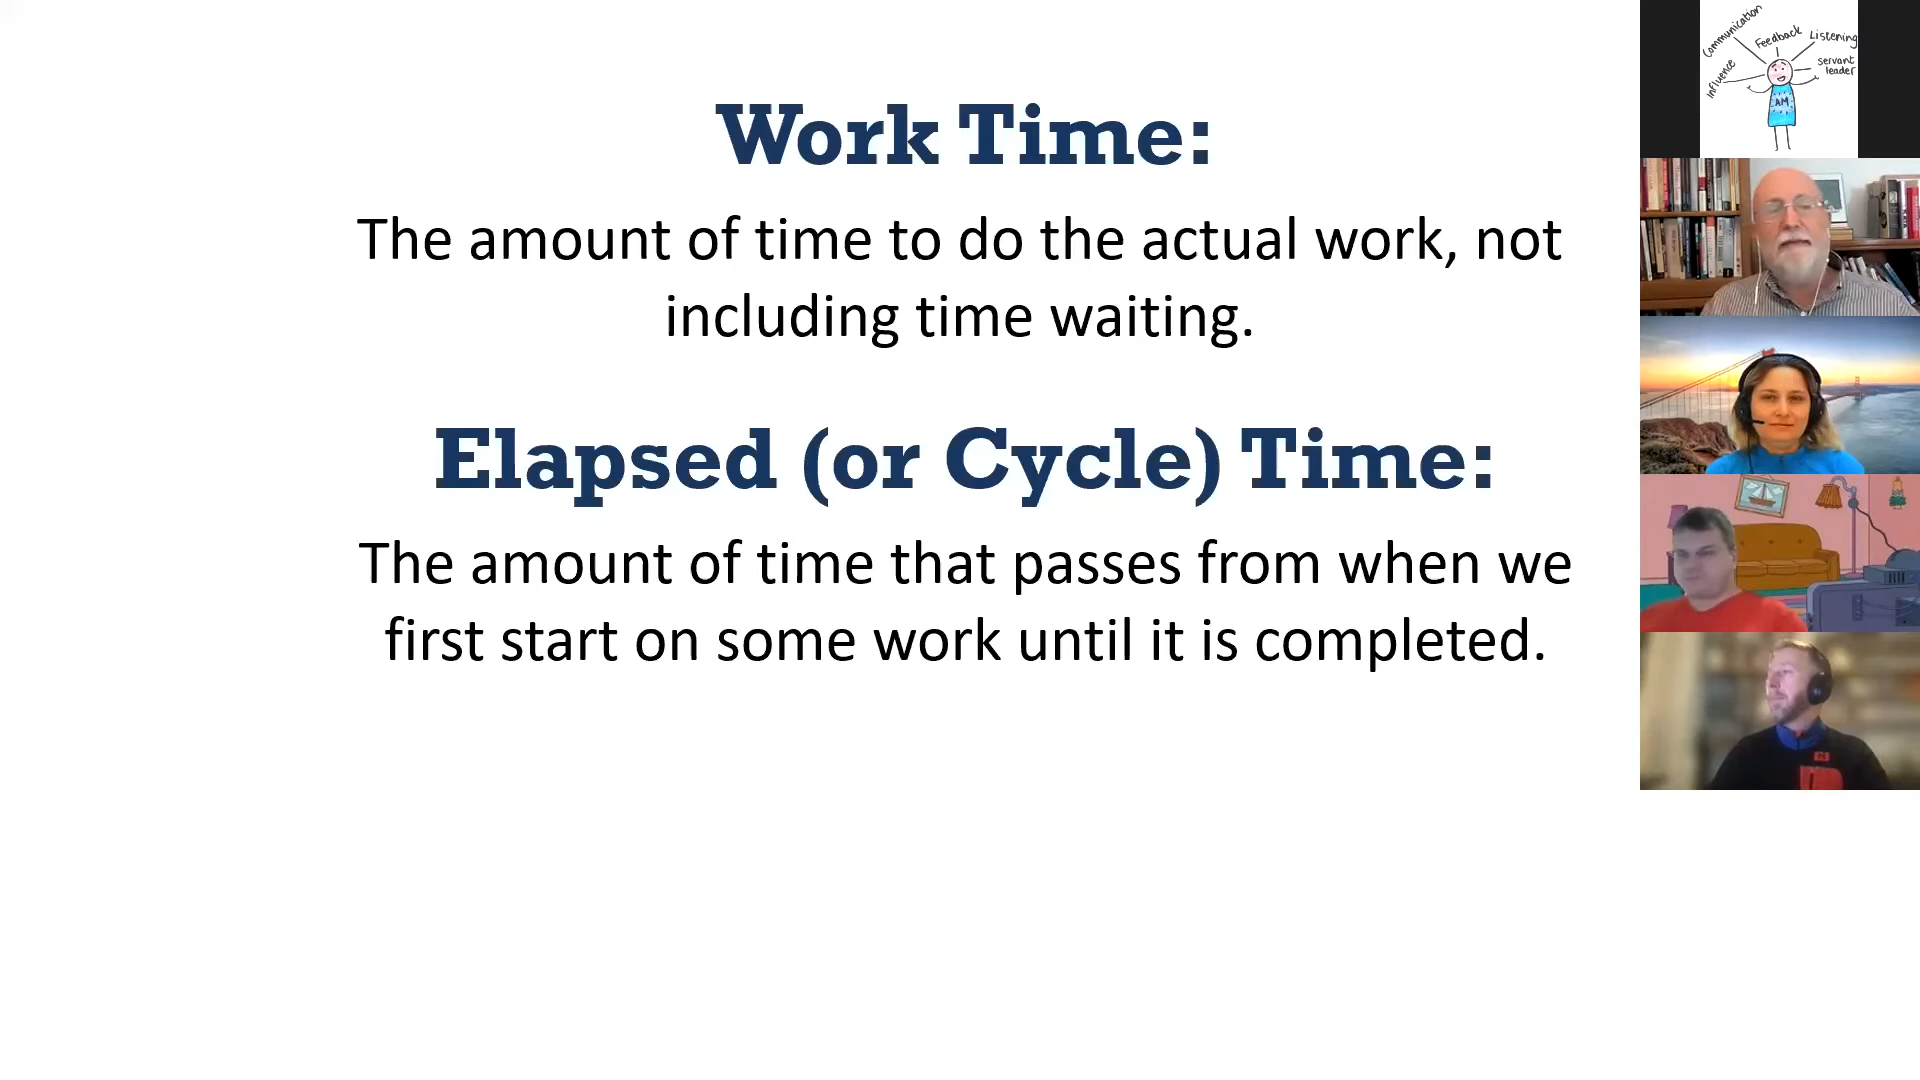 Work Time:
The amount of time to do the actual work, not
including time waiting.
Elapsed (or Cycle) Time:
The amount of time that passes from when we
first start on some work until it is completed.
Communication
Feedback
Listening
Influence
servant
leader
AM